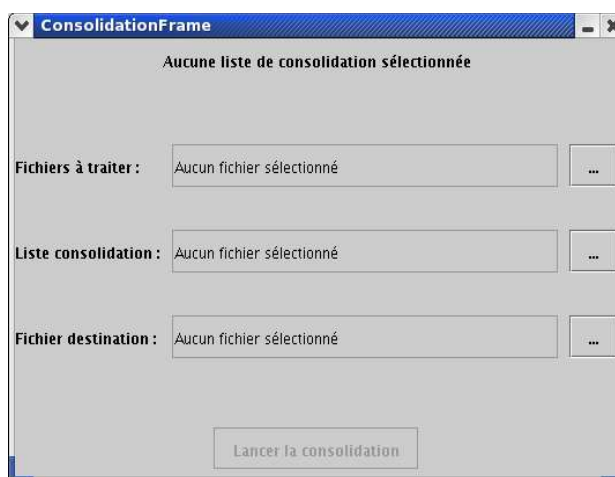 ConsolidationFrame
Aucune liste de consolidation sélectionnée
Fichiers à traiter : Aucun fichier sélectionné ...
Liste consolidation : Aucun fichier sélectionné ...
Fichier destination : Aucun fichier sélectionné ...
Lancer la consolidation